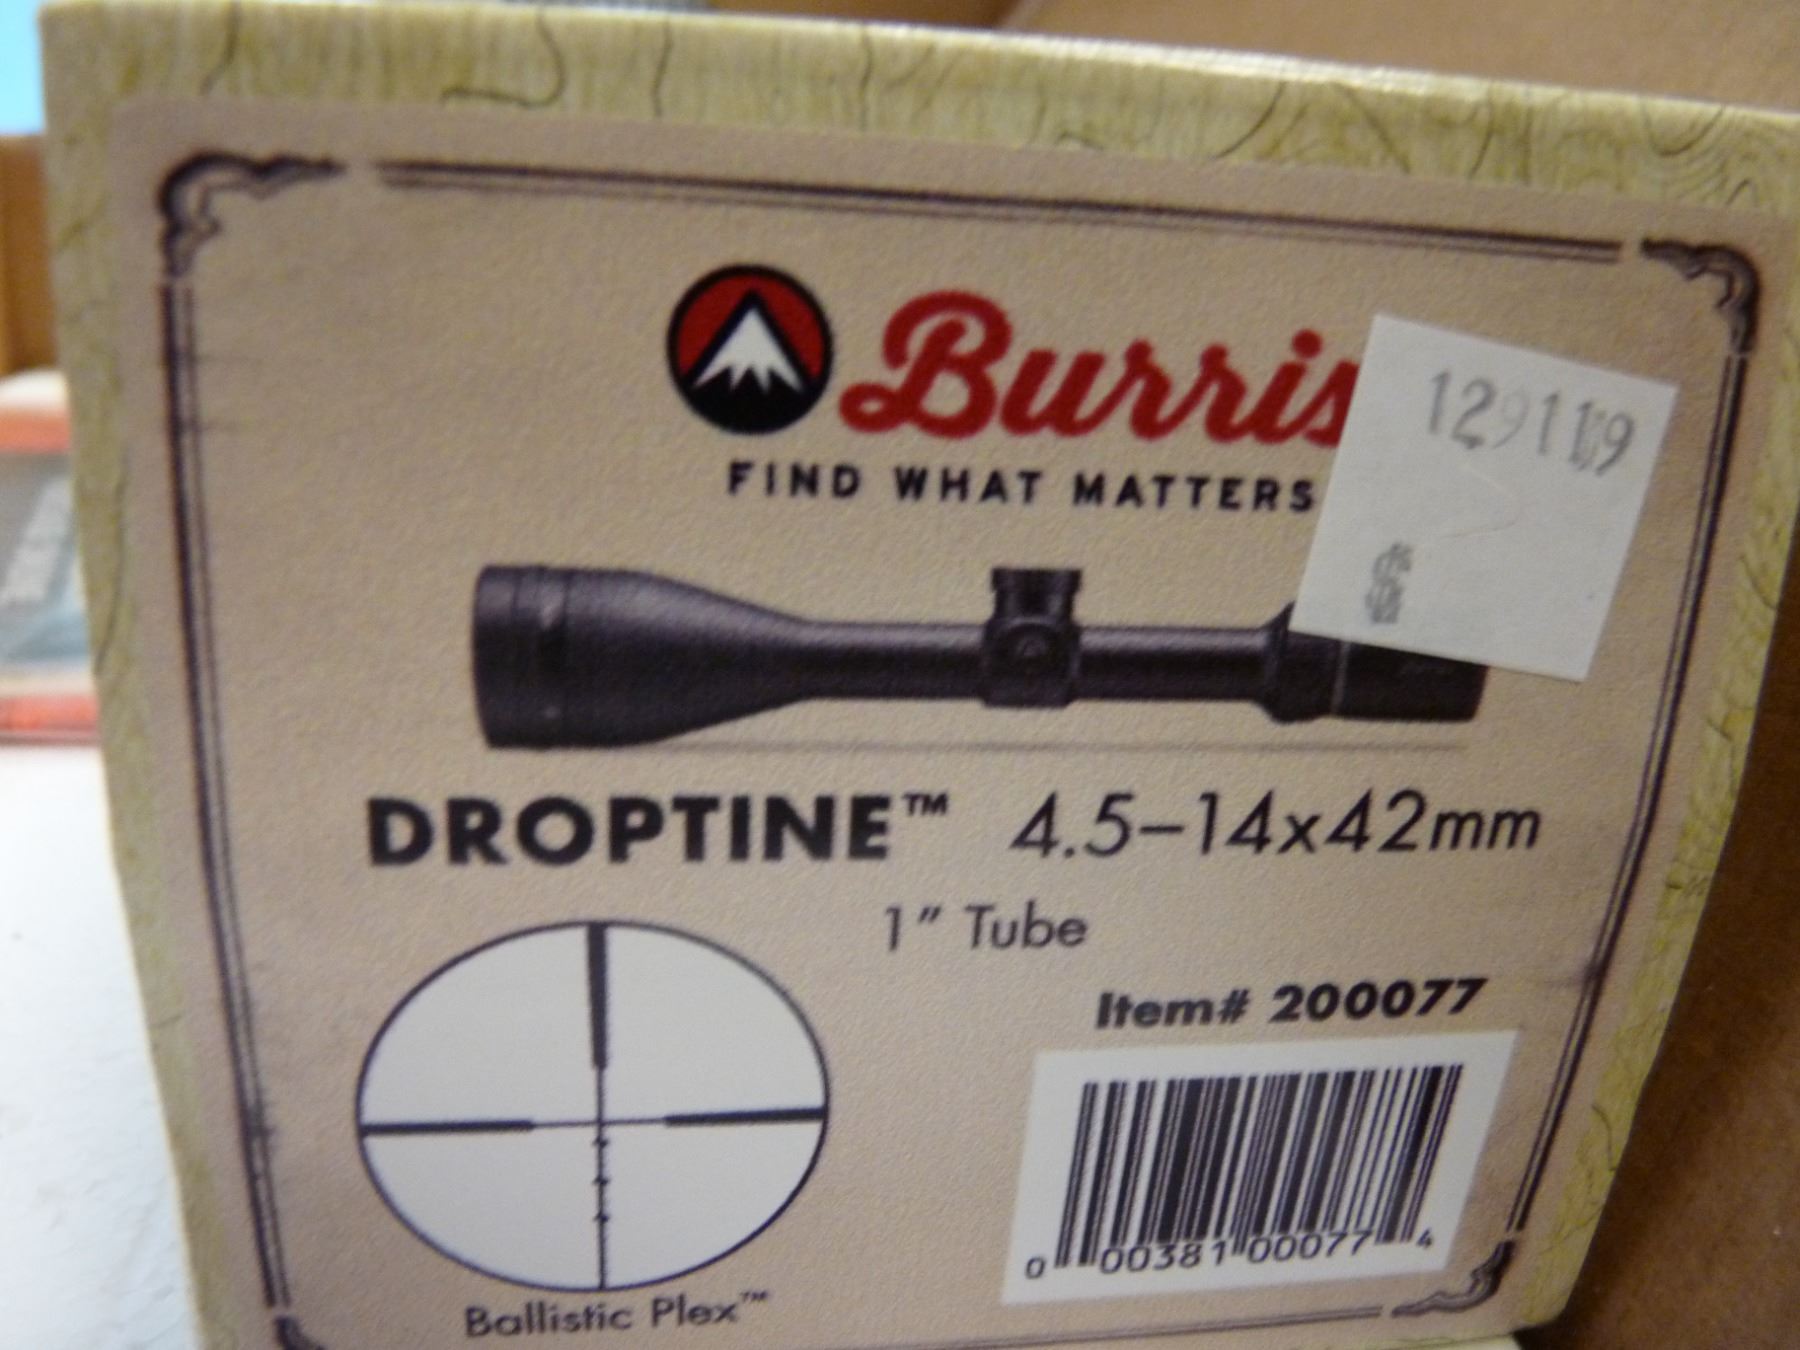 Burris
FIND WHAT MATTERS
$
DROPTINE™ 4.5–14x42mm
1" Tube
Item# 200077
0 00381 00077 4
Ballistic Plex™